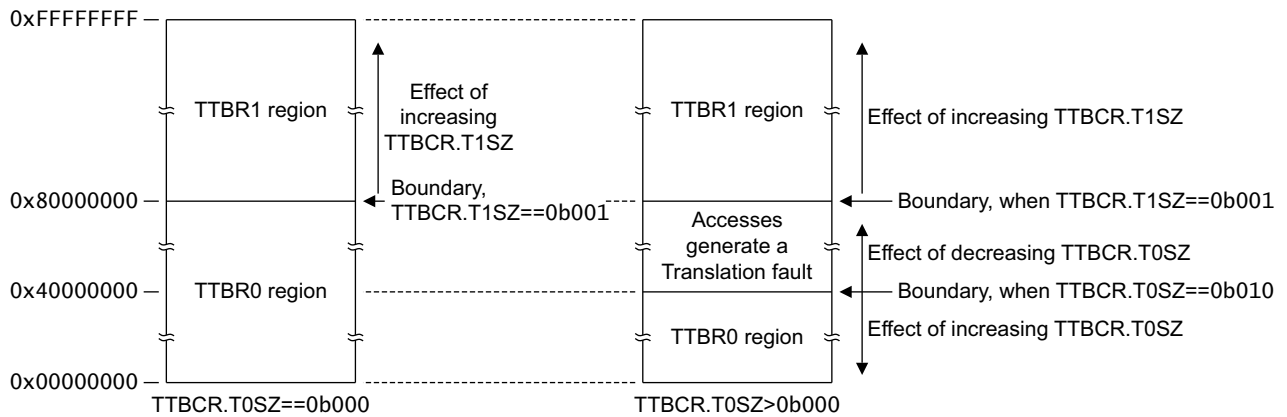 0xFFFFFFFF
TTBR1 region
Effect of
increasing
TTBCR.T1SZ
TTBR1 region
Effect of increasing TTBCR.T1SZ
0x80000000
Boundary,
TTBCR.T1SZ==0b001
Boundary, when TTBCR.T1SZ==0b001
Accesses
generate a
Translation fault
Effect of decreasing TTBCR.T0SZ
0x40000000
TTBR0 region
Boundary, when TTBCR.T0SZ==0b010
TTBR0 region
Effect of increasing TTBCR.T0SZ
0x00000000
TTBCR.T0SZ==0b000
TTBCR.T0SZ>0b000